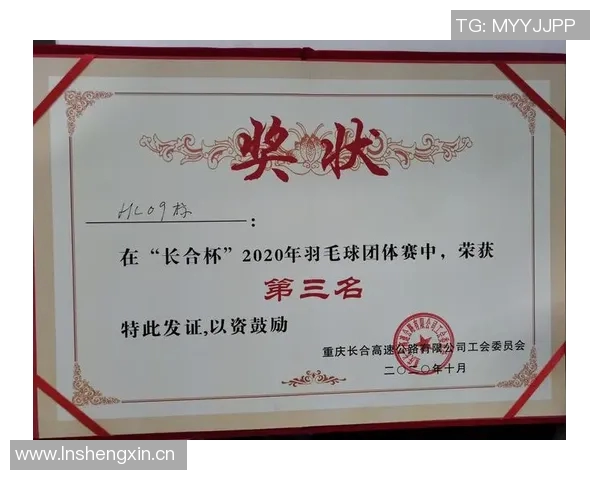 TG: MYYJJPP
奖状
HL09栋
:
在“长合杯”2020年羽毛球团体赛中，荣获
第三名
特此发证,以资鼓励
重庆长合高速公路有限公司工会委员会
二〇二〇年十月
www.lnshengxin.cn